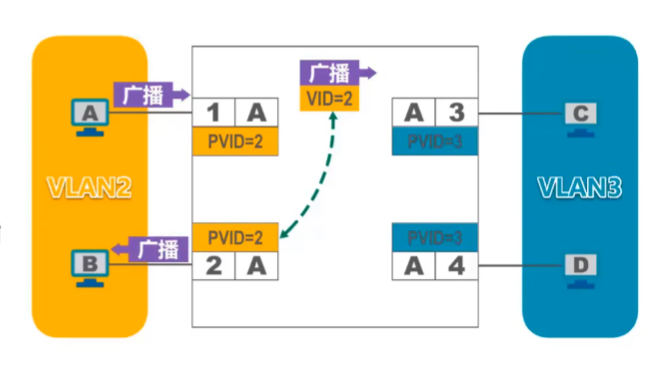 广播
广播
VID=2
A
1 A
A 3
C
PVID=2
PVID=3
VLAN2
VLAN3
PVID=2
PVID=3
B
广播
2 A
A 4
D